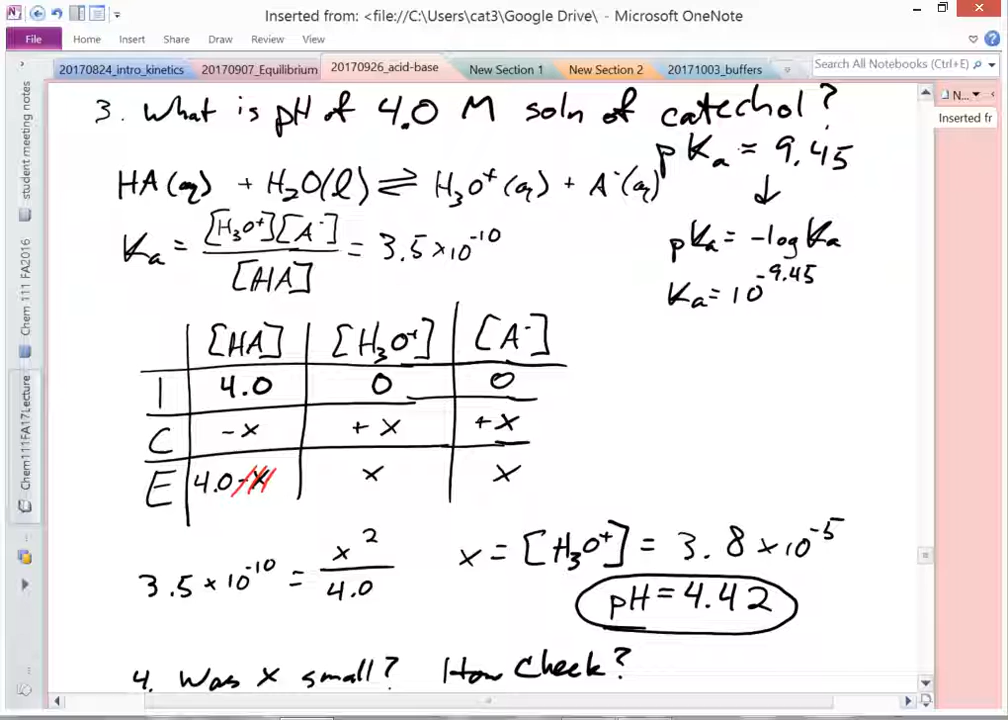 Inserted from: <file://C:\Users\cat3\Google Drive\ - Microsoft OneNote
File Home Insert Share Draw Review View
20170824_intro_kinetics 20170907_Equilibrium 20170926_acid-base New Section 1 New Section 2 20171003_buffers Search All Notebooks (Ctrl+E)
student meeting notes
Chem 111 FA2016
Chem111FA17Lecture
N...
Inserted fr
3. What is pH of 4.0 M soln of catechol?
pKa = 9.45
HA(aq) + H2O(l) ⇌ H3O+(aq) + A-(aq)
↓
Ka = [H3O+][A-] / [HA] = 3.5 × 10^-10
pKa = -log Ka
Ka = 10^-9.45
[HA] [H3O+] [A-]
I 4.0 0 0
C -x +x +x
E 4.0-x x x
3.5 × 10^-10 = x^2 / 4.0
x = [H3O+] = 3.8 × 10^-5
pH = 4.42
4. Was x small? How check?